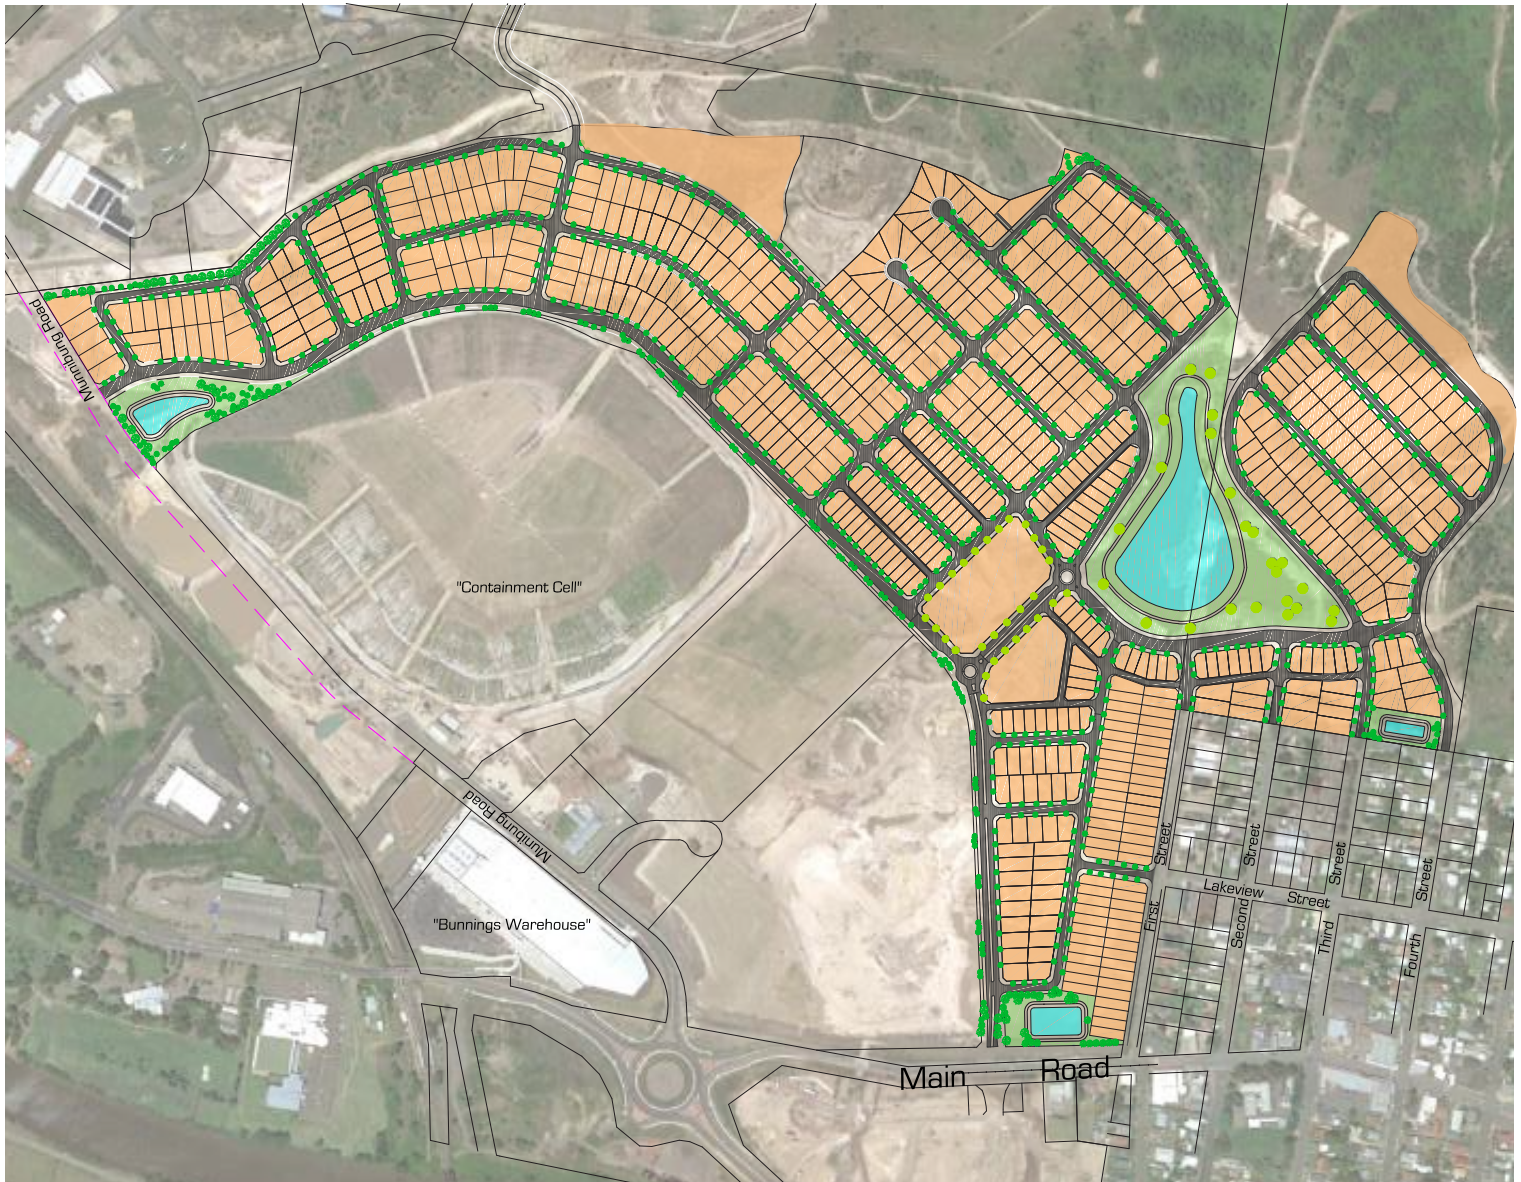 Munnibung Road
"Containment Cell"
Munibung Road
"Bunnings Warehouse"
Street
Street
Street
Street
Lakeview
Street
First
Second
Third
Fourth
Main Road